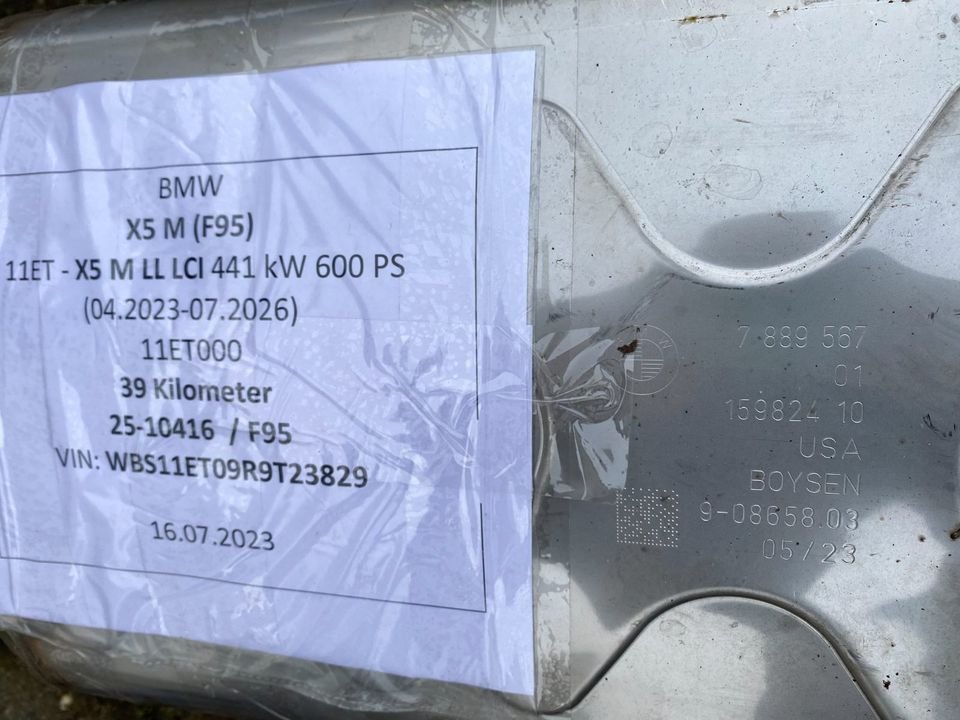 BMW
X5 M (F95)
11ET - X5 M LL LCI 441 kW 600 PS
(04.2023-07.2026)
11ET000
39 Kilometer
25-10416 / F95
VIN: WBS11ET09R9T23829
16.07.2023
7 889 567
01
159824 10
USA
BOYSEN
9-08658.03
05/23